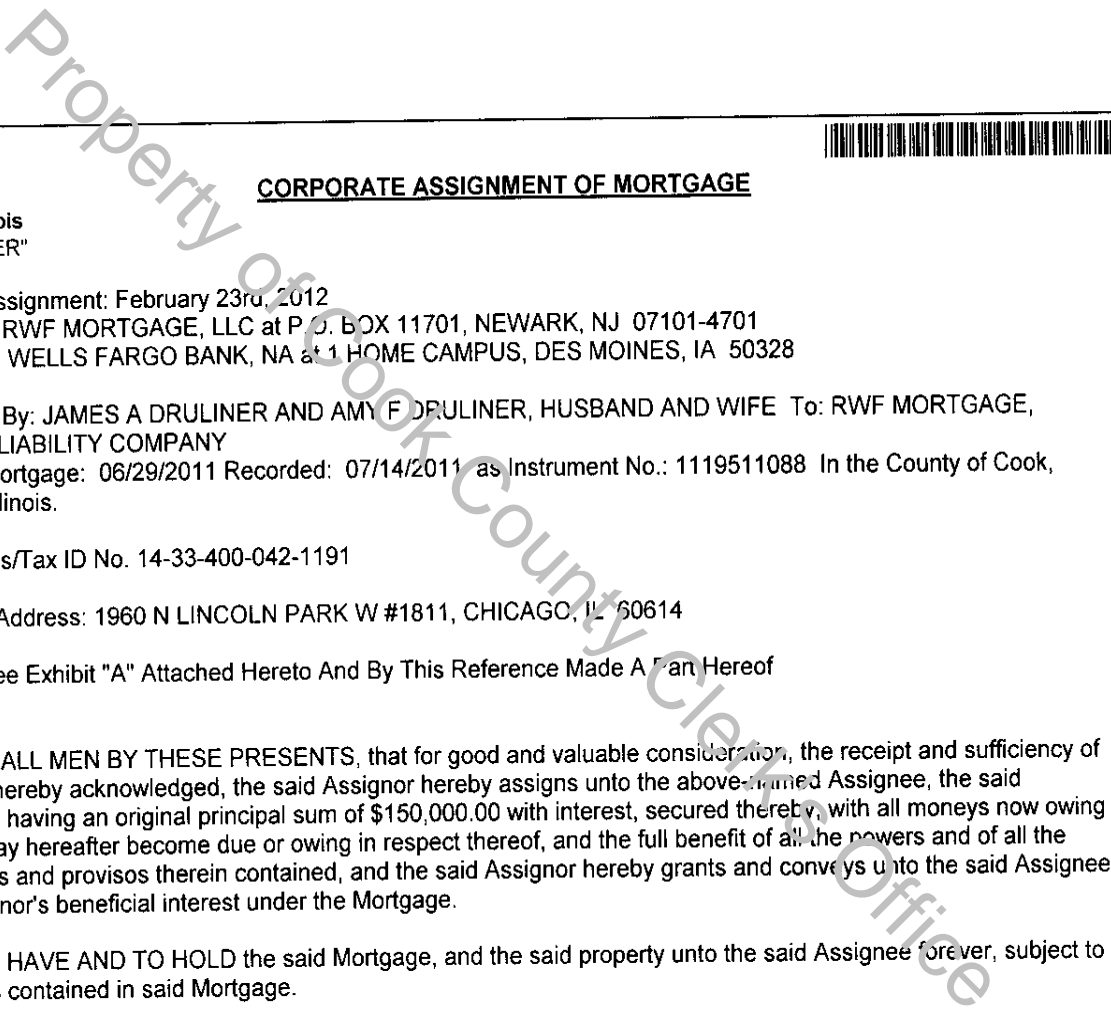 CORPORATE ASSIGNMENT OF MORTGAGE
ois
ER"
ssignment: February 23rd, 2012
RWF MORTGAGE, LLC at P.O. BOX 11701, NEWARK, NJ 07101-4701
WELLS FARGO BANK, NA at 1 HOME CAMPUS, DES MOINES, IA 50328
By: JAMES A DRULINER AND AMY F DRULINER, HUSBAND AND WIFE To: RWF MORTGAGE,
LIABILITY COMPANY
ortgage: 06/29/2011 Recorded: 07/14/2011 as Instrument No.: 1119511088 In the County of Cook,
linois.
s/Tax ID No. 14-33-400-042-1191
Address: 1960 N LINCOLN PARK W #1811, CHICAGO, IL 60614
ee Exhibit "A" Attached Hereto And By This Reference Made A Part Hereof
ALL MEN BY THESE PRESENTS, that for good and valuable consideration, the receipt and sufficiency of
hereby acknowledged, the said Assignor hereby assigns unto the above-named Assignee, the said
having an original principal sum of $150,000.00 with interest, secured thereby, with all moneys now owing
ay hereafter become due or owing in respect thereof, and the full benefit of all the powers and of all the
s and provisos therein contained, and the said Assignor hereby grants and conveys unto the said Assignee
nor's beneficial interest under the Mortgage.
HAVE AND TO HOLD the said Mortgage, and the said property unto the said Assignee forever, subject to
contained in said Mortgage.
Property of Cook County Clerk's Office